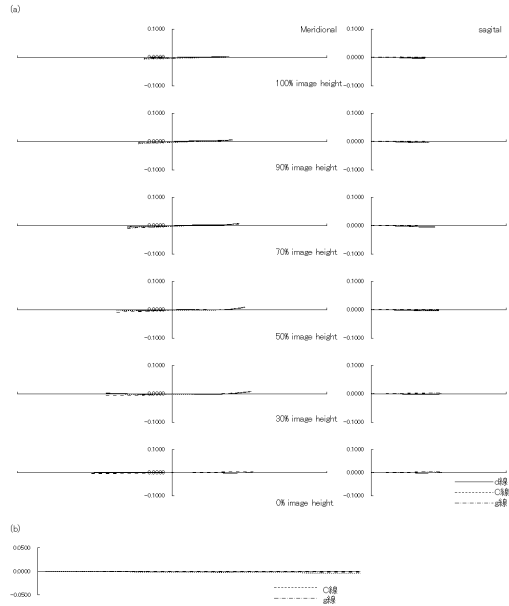 (a)
Meridional
sagital
0.1000
0.1000
0.0000
0.0000
-0.1000
-0.1000
100% image height
0.1000
0.1000
0.0000
0.0000
-0.1000
-0.1000
90% image height
0.1000
0.1000
0.0000
0.0000
-0.1000
-0.1000
70% image height
0.1000
0.1000
0.0000
0.0000
-0.1000
-0.1000
50% image height
0.1000
0.1000
0.0000
0.0000
-0.1000
-0.1000
30% image height
0.1000
0.1000
0.0000
0.0000
-0.1000
-0.1000
0% image height
d線
C線
g線
(b)
0.0500
0.0000
-0.0500
C線
g線